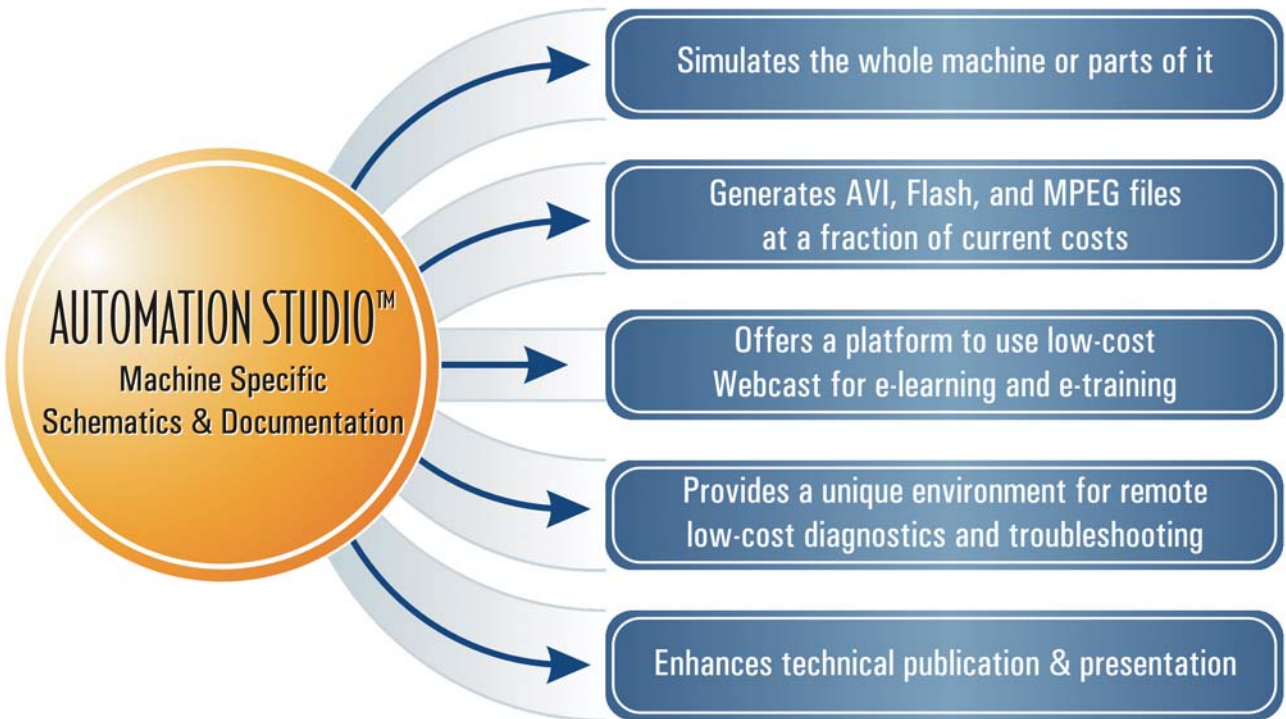 AUTOMATION STUDIO™
Machine Specific
Schematics & Documentation
Simulates the whole machine or parts of it
Generates AVI, Flash, and MPEG files
at a fraction of current costs
Offers a platform to use low-cost
Webcast for e-learning and e-training
Provides a unique environment for remote
low-cost diagnostics and troubleshooting
Enhances technical publication & presentation